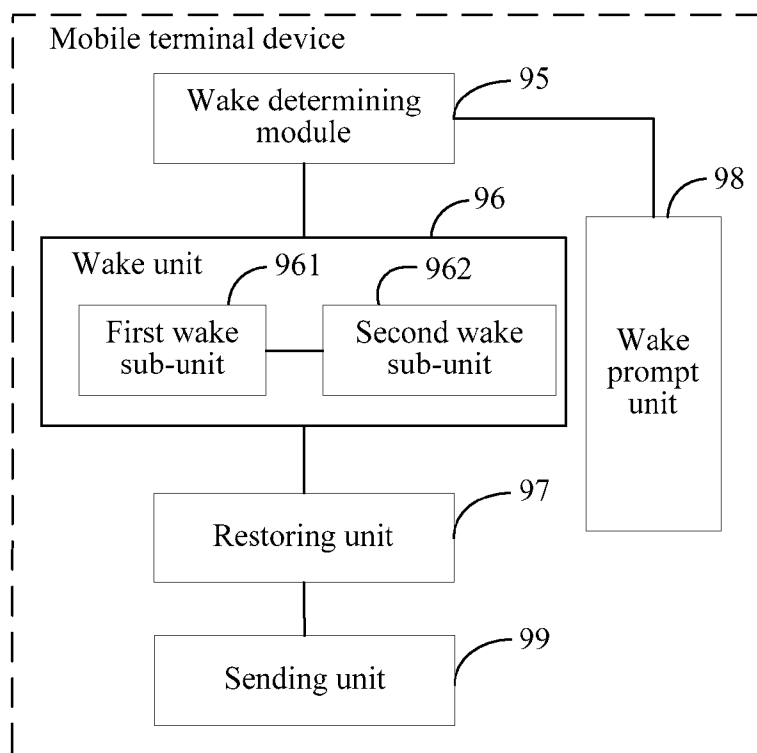 Mobile terminal device
Wake determining
module
95
98
96
Wake unit
961
962
First wake
sub-unit
Second wake
sub-unit
Wake
prompt
unit
97
Restoring unit
99
Sending unit